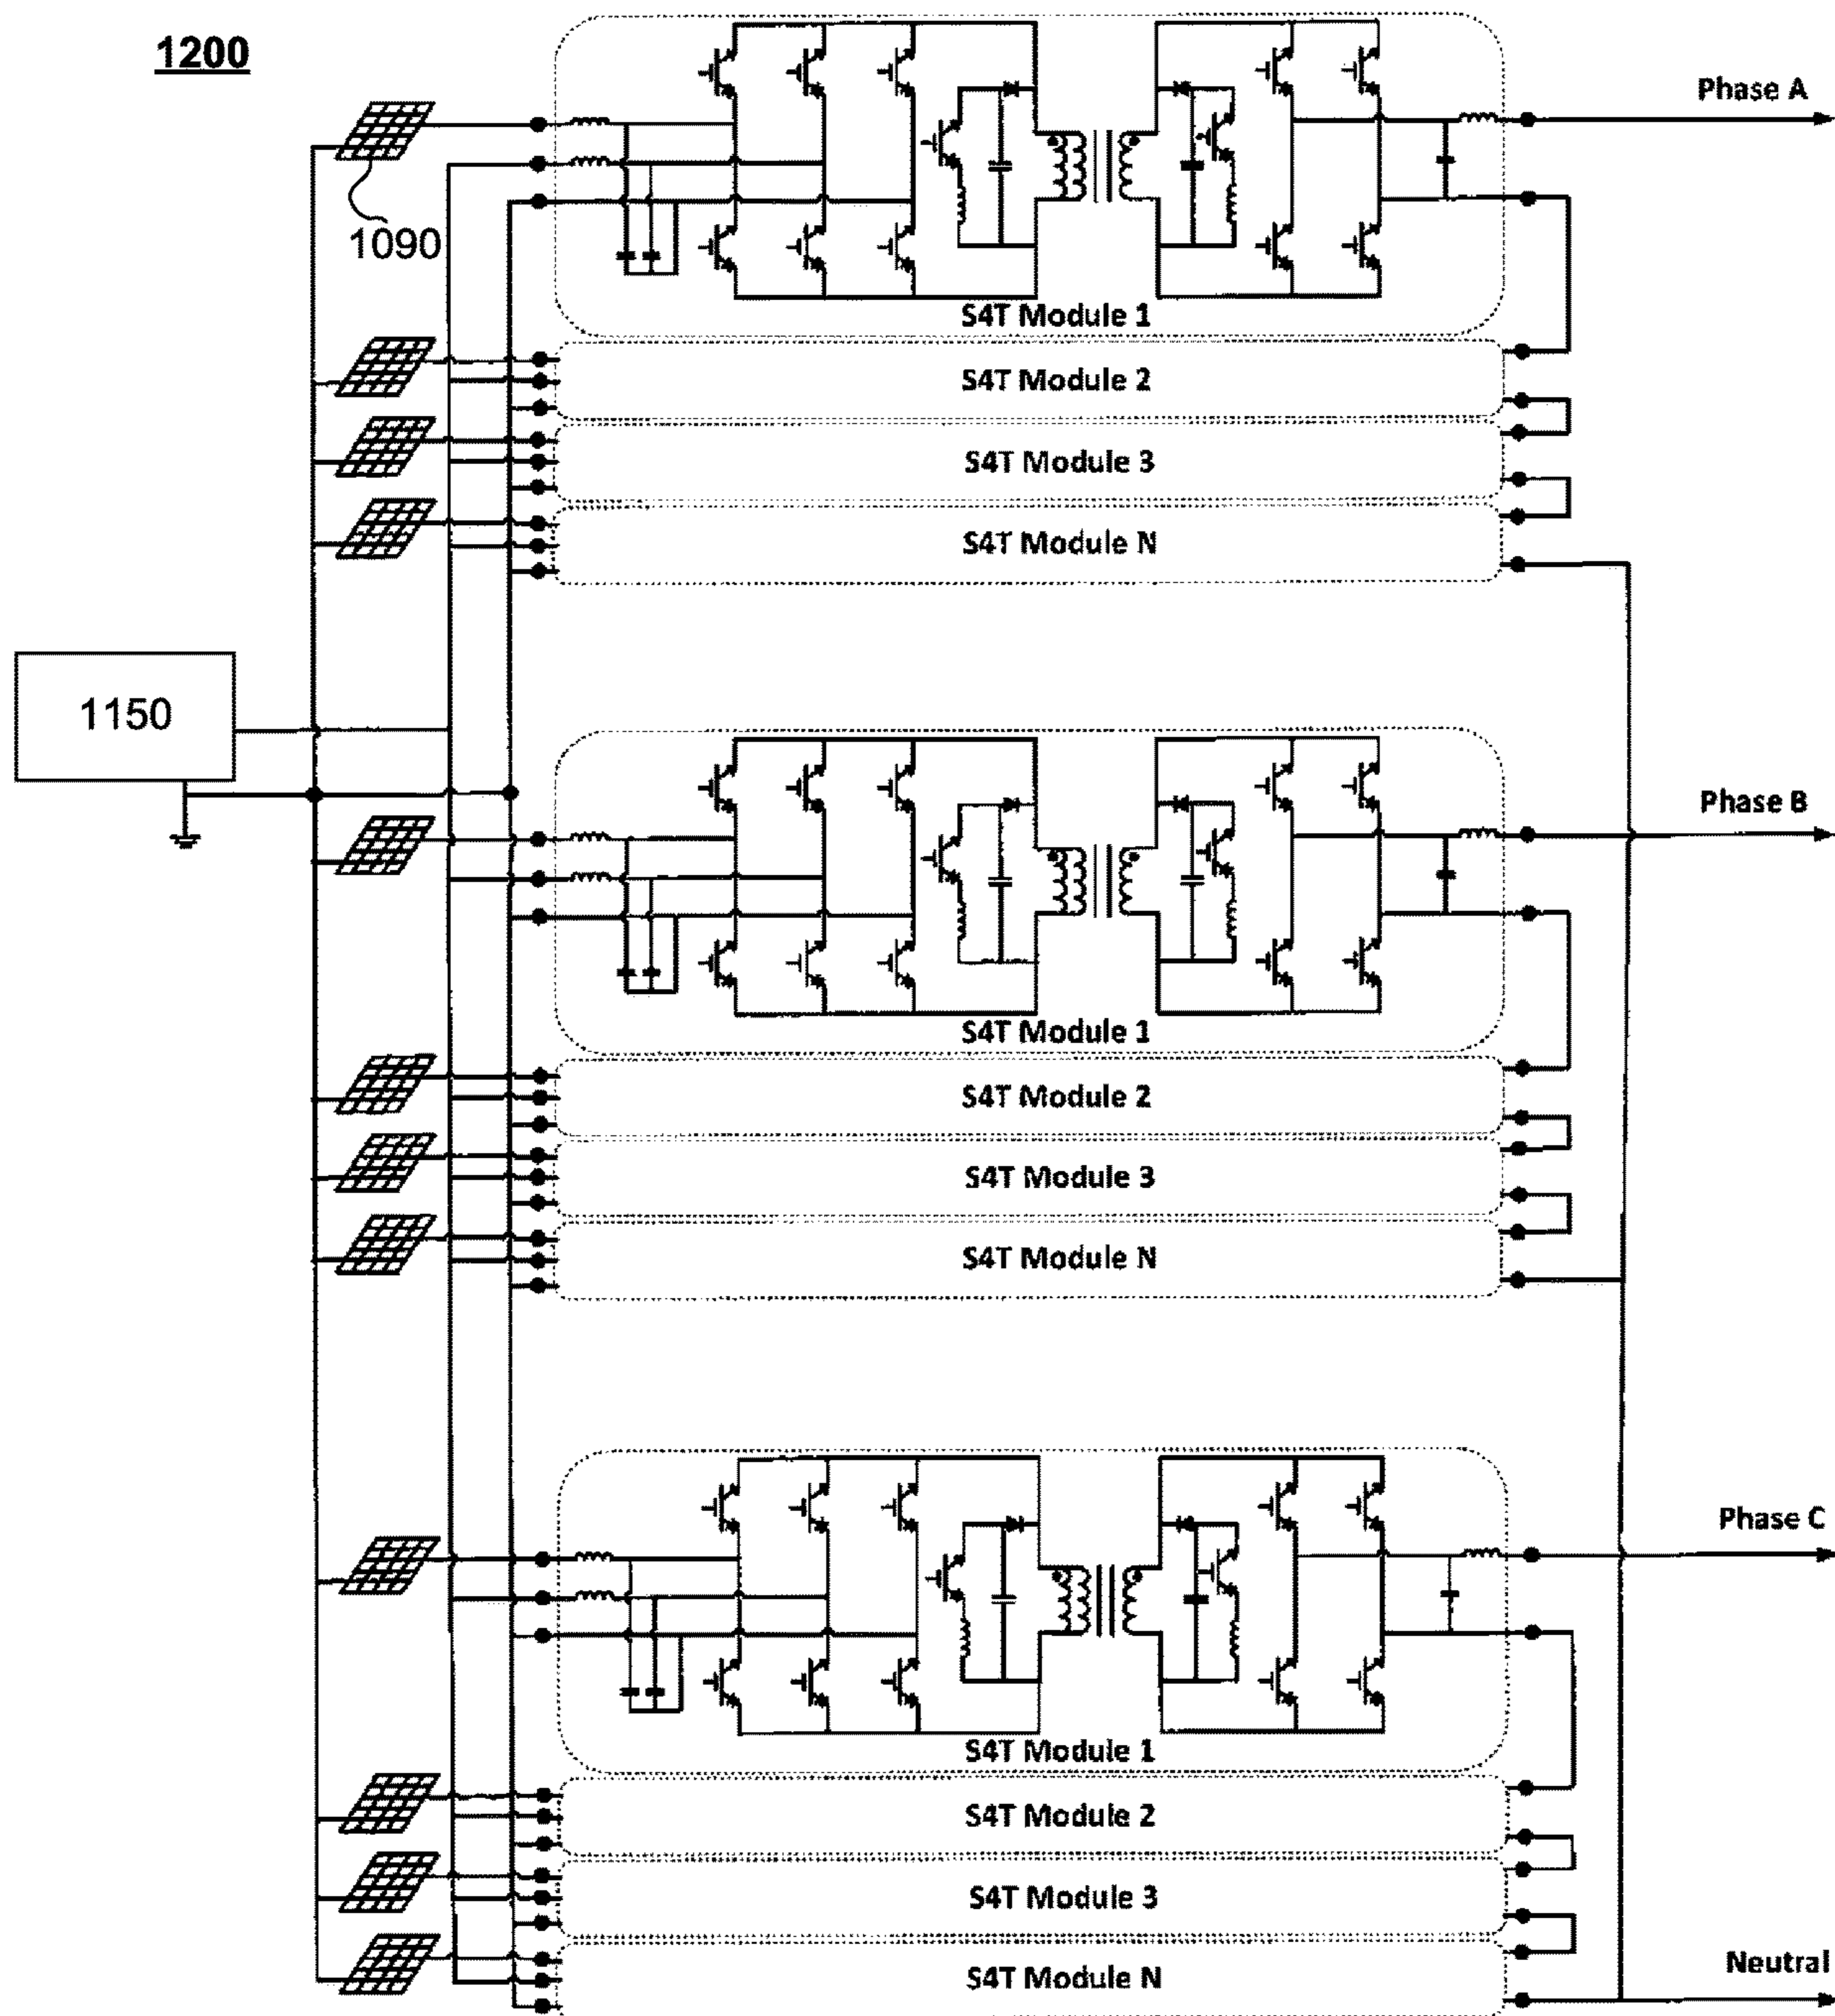 1200
Phase A
1090
S4T Module 1
S4T Module 2
S4T Module 3
S4T Module N
1150
Phase B
S4T Module 1
S4T Module 2
S4T Module 3
S4T Module N
Phase C
S4T Module 1
S4T Module 2
S4T Module 3
S4T Module N
Neutral